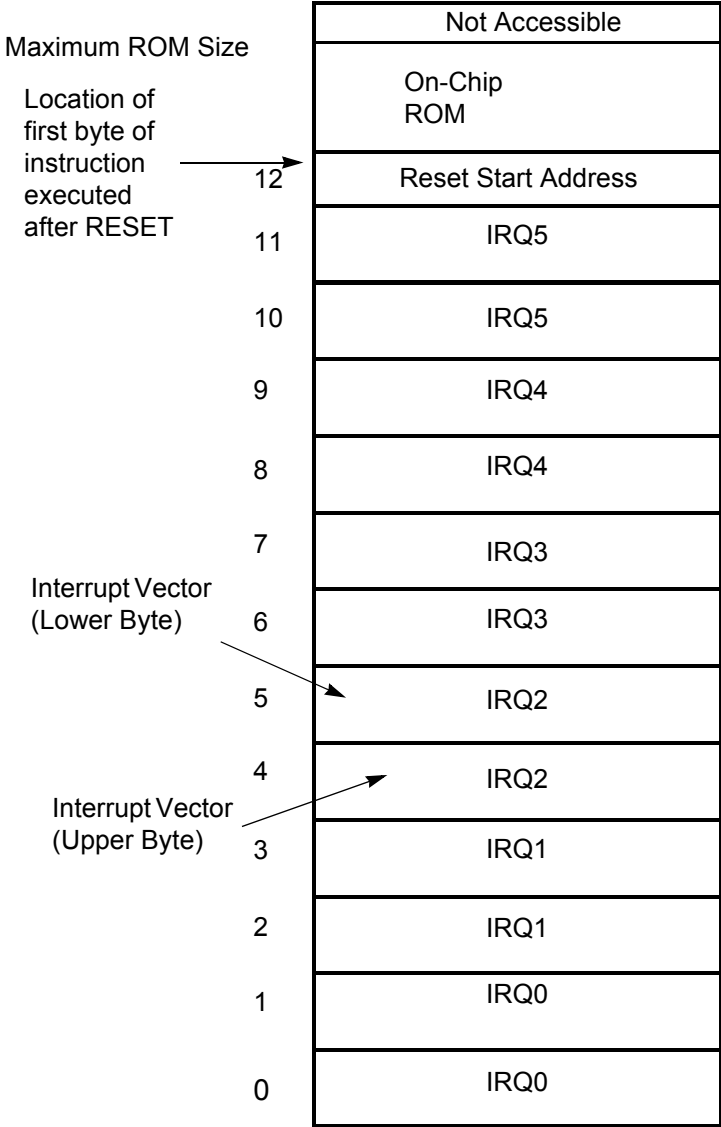 Not Accessible
Maximum ROM Size
On-Chip
ROM
Location of
first byte of
instruction
executed
after RESET
12
Reset Start Address
11
IRQ5
10
IRQ5
9
IRQ4
8
IRQ4
7
IRQ3
Interrupt Vector
(Lower Byte)
6
IRQ3
5
IRQ2
4
IRQ2
Interrupt Vector
(Upper Byte)
3
IRQ1
2
IRQ1
1
IRQ0
0
IRQ0